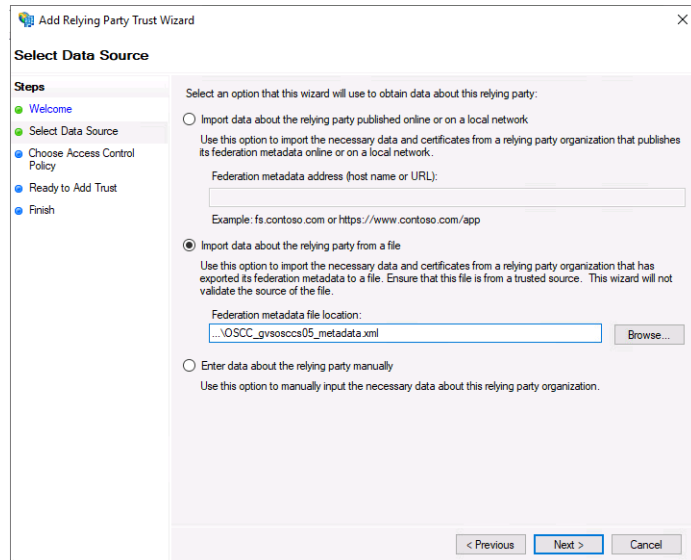 Add Relying Party Trust Wizard
Select Data Source
Steps
Welcome
Select Data Source
Choose Access Control
Policy
Ready to Add Trust
Finish
Select an option that this wizard will use to obtain data about this relying party:
Import data about the relying party published online or on a local network
Use this option to import the necessary data and certificates from a relying party organization that publishes
its federation metadata online or on a local network.
Federation metadata address (host name or URL):
Example: fs.contoso.com or https://www.contoso.com/app
Import data about the relying party from a file
Use this option to import the necessary data and certificates from a relying party organization that has
exported its federation metadata to a file. Ensure that this file is from a trusted source.  This wizard will not
validate the source of the file.
Federation metadata file location:
...\OSCC_gvsosccs05_metadata.xml
Browse...
Enter data about the relying party manually
Use this option to manually input the necessary data about this relying party organization.
< Previous
Next >
Cancel